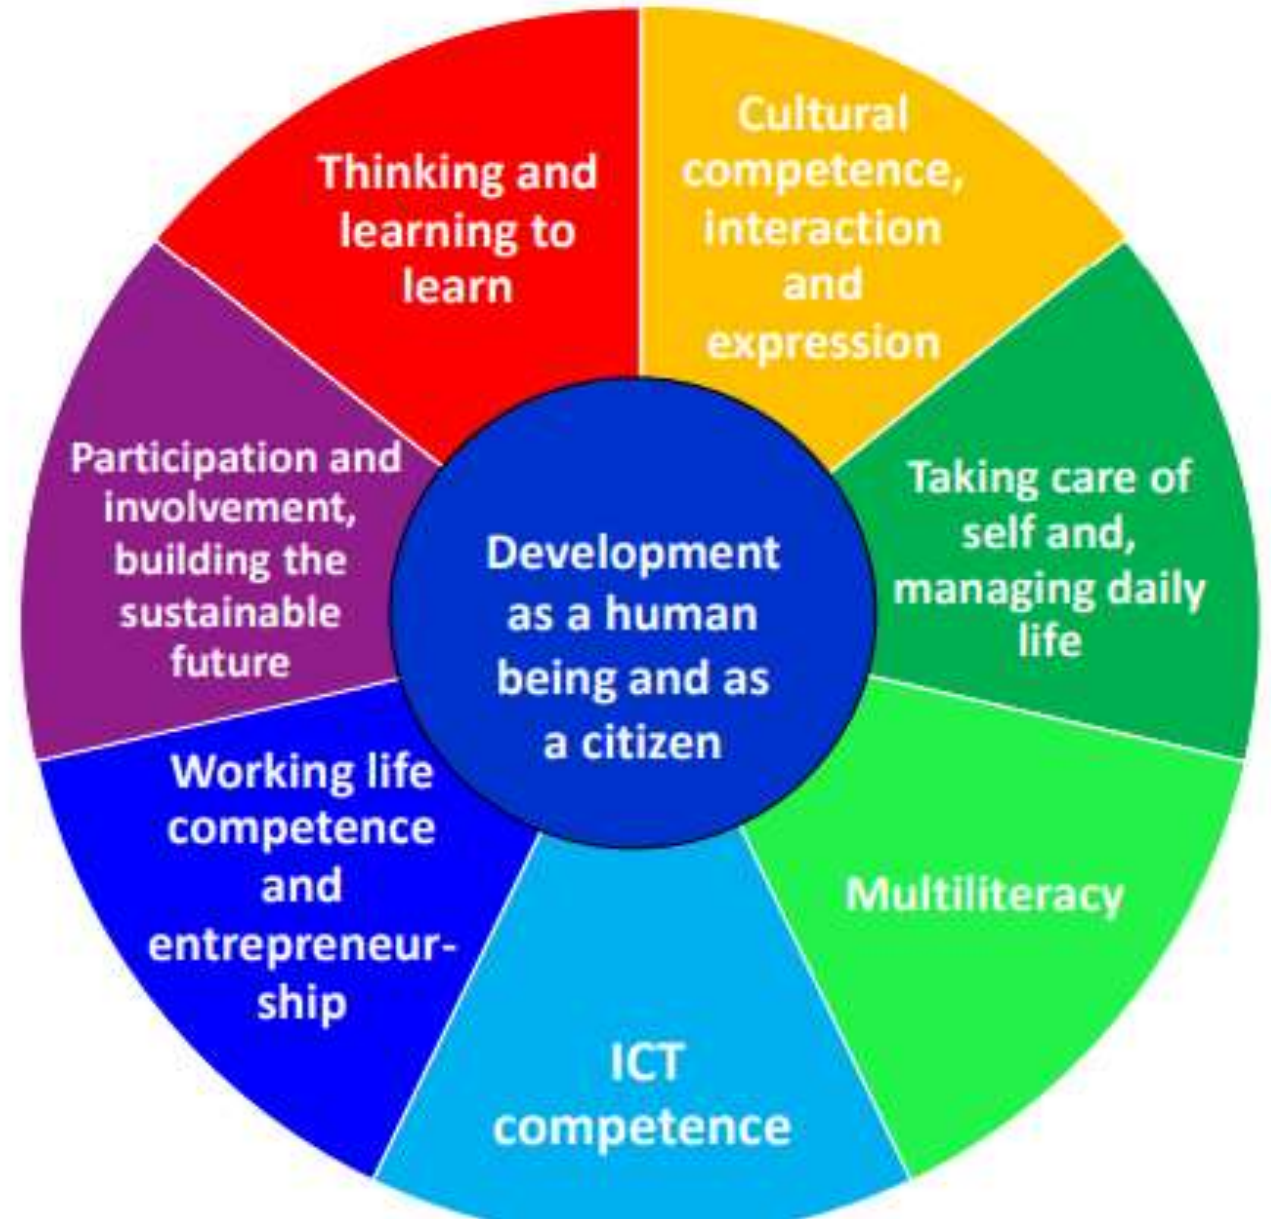 Thinking and
learning to
learn
Cultural
competence,
interaction
and
expression
Taking care of
self and,
managing daily
life
Multiliteracy
ICT
competence
Working life
competence
and
entrepreneur-
ship
Participation and
involvement,
building the
sustainable
future
Development
as a human
being and as
a citizen